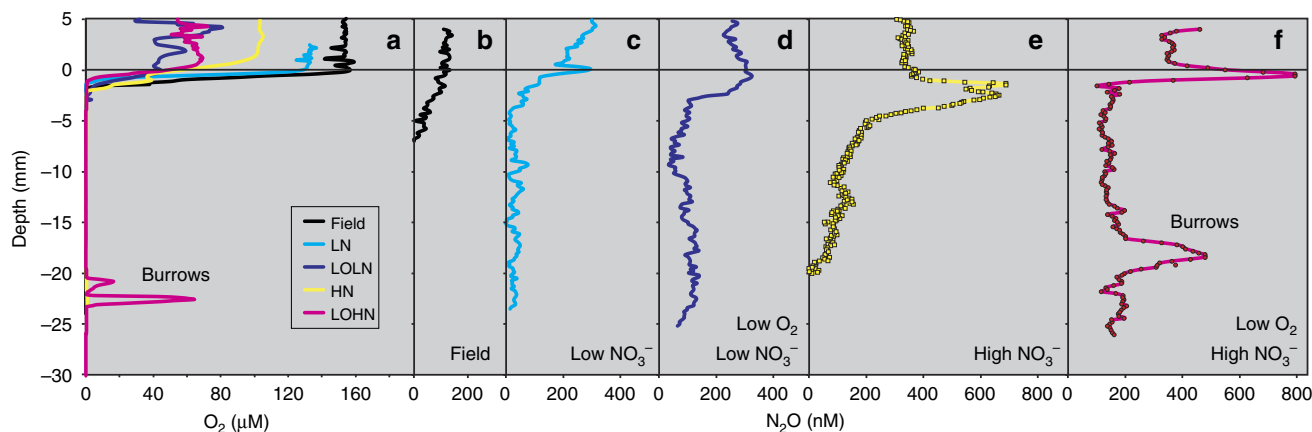 a
b
c
d
e
f
5
0
−5
−10
−15
−20
−25
−30
Depth (mm)
Burrows
Field
LN
LOLN
HN
LOHN
Field
Low NO₃⁻
Low O₂
Low NO₃⁻
High NO₃⁻
Burrows
Low O₂
High NO₃⁻
0 40 80 120 160
0 200 400
0 200 400
0 200 400
0 200 400 600 800
0 200 400 600 800
O₂ (μM)
N₂O (nM)